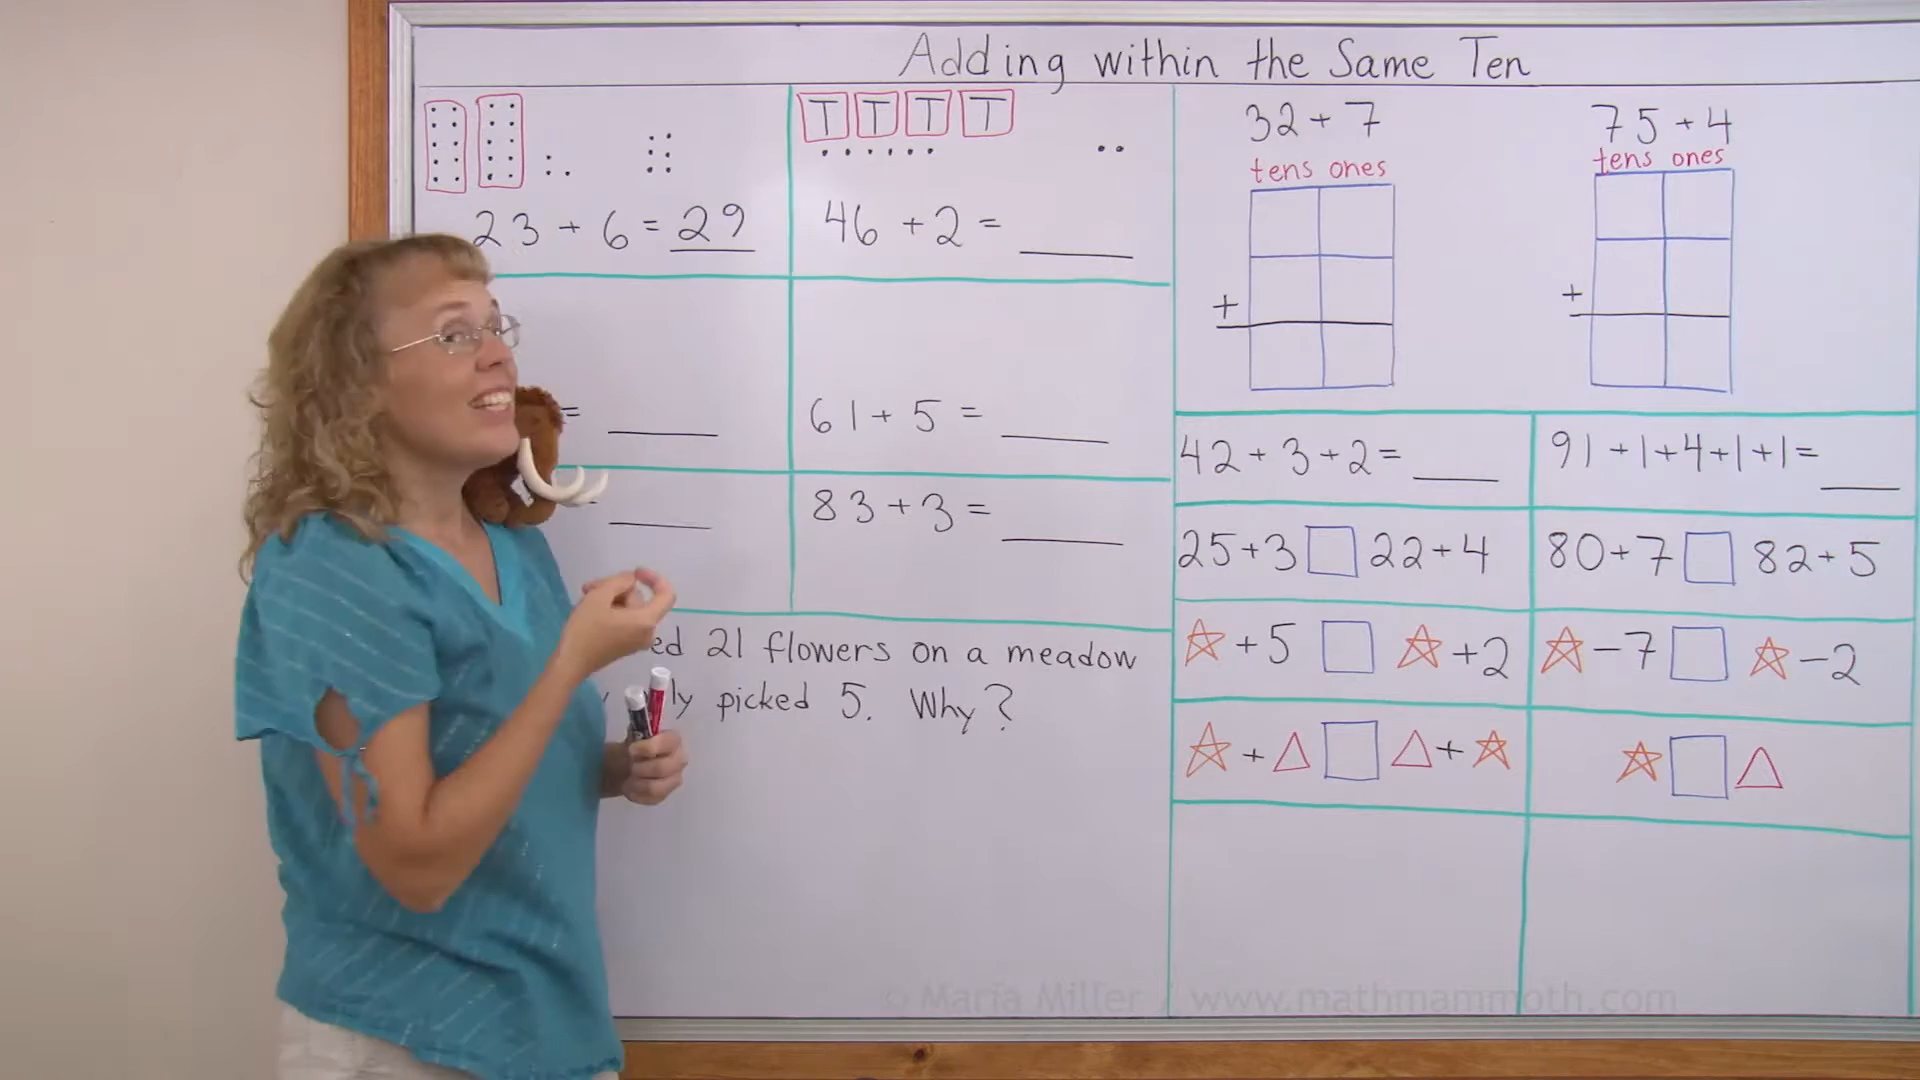 Adding within the Same Ten
T T T T
23 + 6 = 29
46 + 2 =
=
61 + 5 =
83 + 3 =
21 flowers on a meadow
picked 5. Why?
32 + 7
tens ones
+
75 + 4
tens ones
+
42 + 3 + 2 =
91 + 1 + 4 + 1 + 1 =
25 + 3 □ 22 + 4
80 + 7 □ 82 + 5
☆ + 5 □ ☆ + 2
☆ - 7 □ ☆ - 2
☆ + △ □ △ + ☆
☆ □ △
© Maria Miller / www.mathmammoth.com